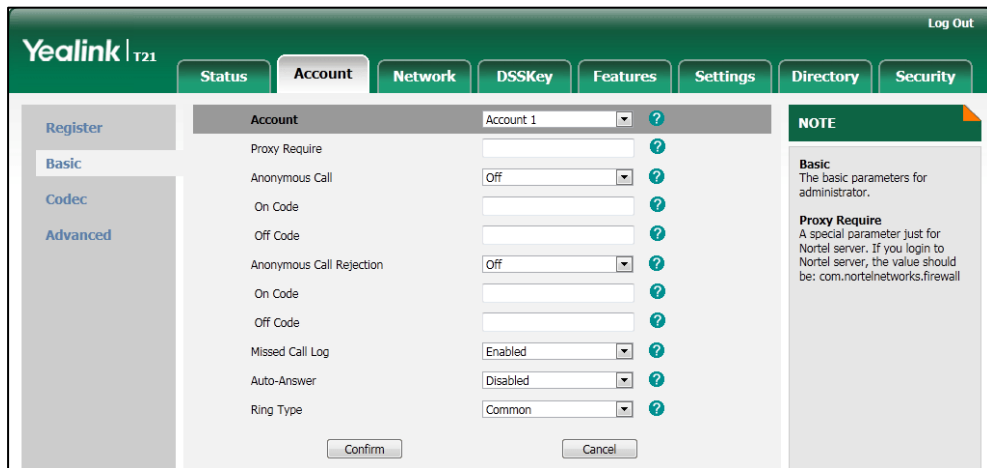 Log Out
Yealink | T21
Status Account Network DSSKey Features Settings Directory Security
Register
Basic
Codec
Advanced
Account Account 1 ?
Proxy Require ?
Anonymous Call Off ?
On Code ?
Off Code ?
Anonymous Call Rejection Off ?
On Code ?
Off Code ?
Missed Call Log Enabled ?
Auto-Answer Disabled ?
Ring Type Common ?
Confirm Cancel
NOTE
Basic
The basic parameters for
administrator.
Proxy Require
A special parameter just for
Nortel server. If you login to
Nortel server, the value should
be: com.nortelnetworks.firewall